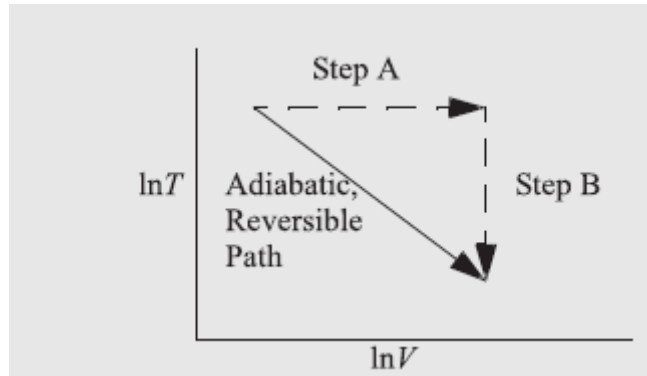 Step A
lnT
Adiabatic,
Reversible
Path
Step B
lnV